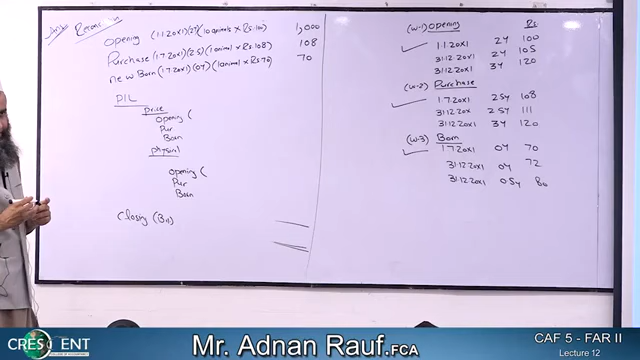 Ans Reconciliation
Opening (1.1.20x1)(2Y)(10 animals x Rs.100) 1,000
Purchase (1.7.20x1)(2.5)(1 animal x Rs.108) 108
new Born (1.7.20x1)(0Y)(1 animal x Rs.70) 70
P/L
Price
Opening (
Pur
Born
physical
Opening (
Pur
Born
Closing (Bal)
(W-1) Opening Rs.
1.1.20x1 2Y 100
31.12.20x1 2Y 105
31.12.20x1 3Y 120
(W-2) Purchase
1.7.20x1 2.5Y 108
31.12.20x1 2.5Y 111
31.12.20x1 3Y 120
(W-3) Born
1.7.20x1 0Y 70
31.12.20x1 0Y 72
31.12.20x1 0.5Y 80
CRESCENT
Mr. Adnan Rauf.FCA
CAF 5 - FAR II
Lecture 12